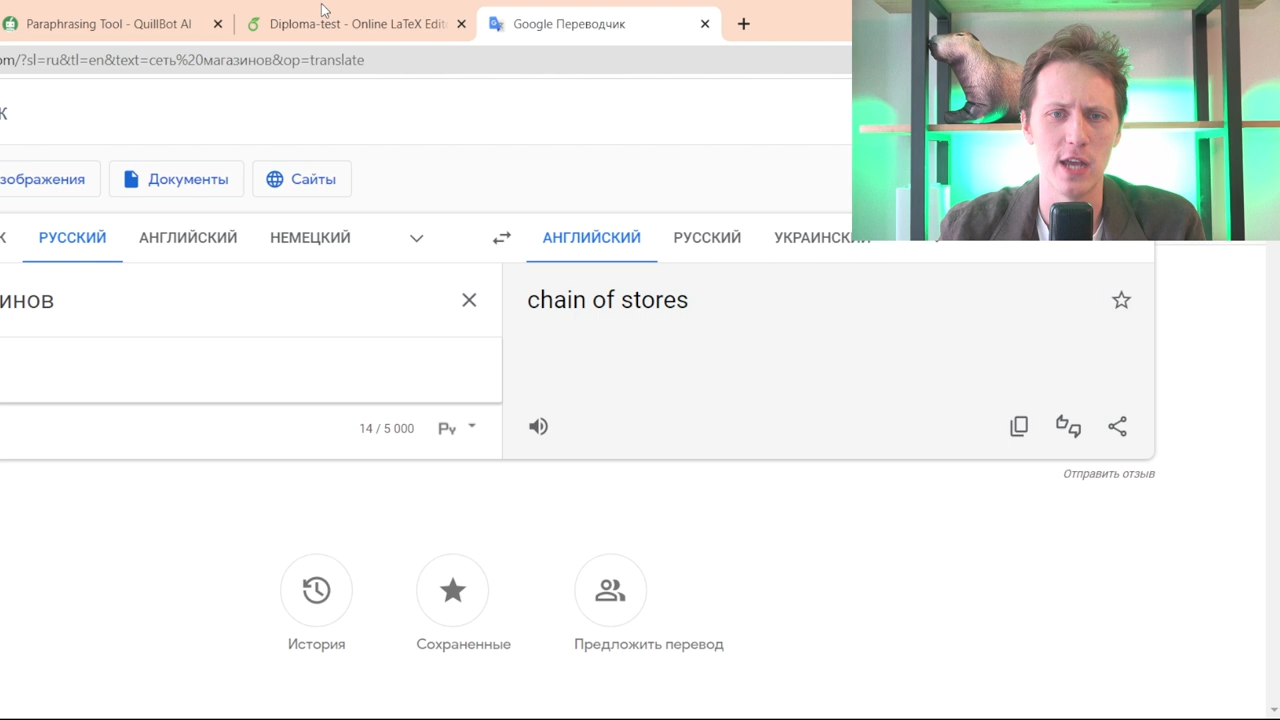 Paraphrasing Tool - QuillBot AI
Diploma-test - Online LaTeX Edit
Google Переводчик
om/?sl=ru&tl=en&text=сеть%20магазинов&op=translate
к
зображения
Документы
Сайты
К
РУССКИЙ
АНГЛИЙСКИЙ
НЕМЕЦКИЙ
АНГЛИЙСКИЙ
РУССКИЙ
УКРАИНСКИ
инов
chain of stores
14 / 5 000
Отправить отзыв
История
Сохраненные
Предложить перевод